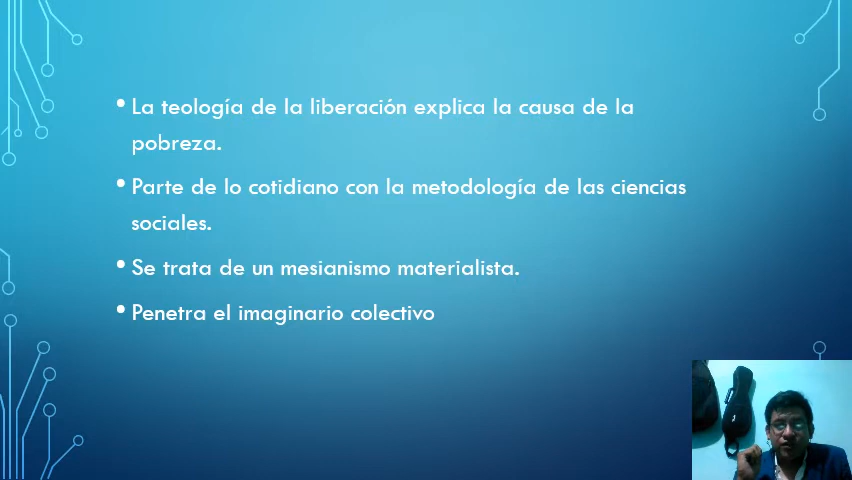 • La teología de la liberación explica la causa de la
pobreza.
• Parte de lo cotidiano con la metodología de las ciencias
sociales.
• Se trata de un mesianismo materialista.
• Penetra el imaginario colectivo